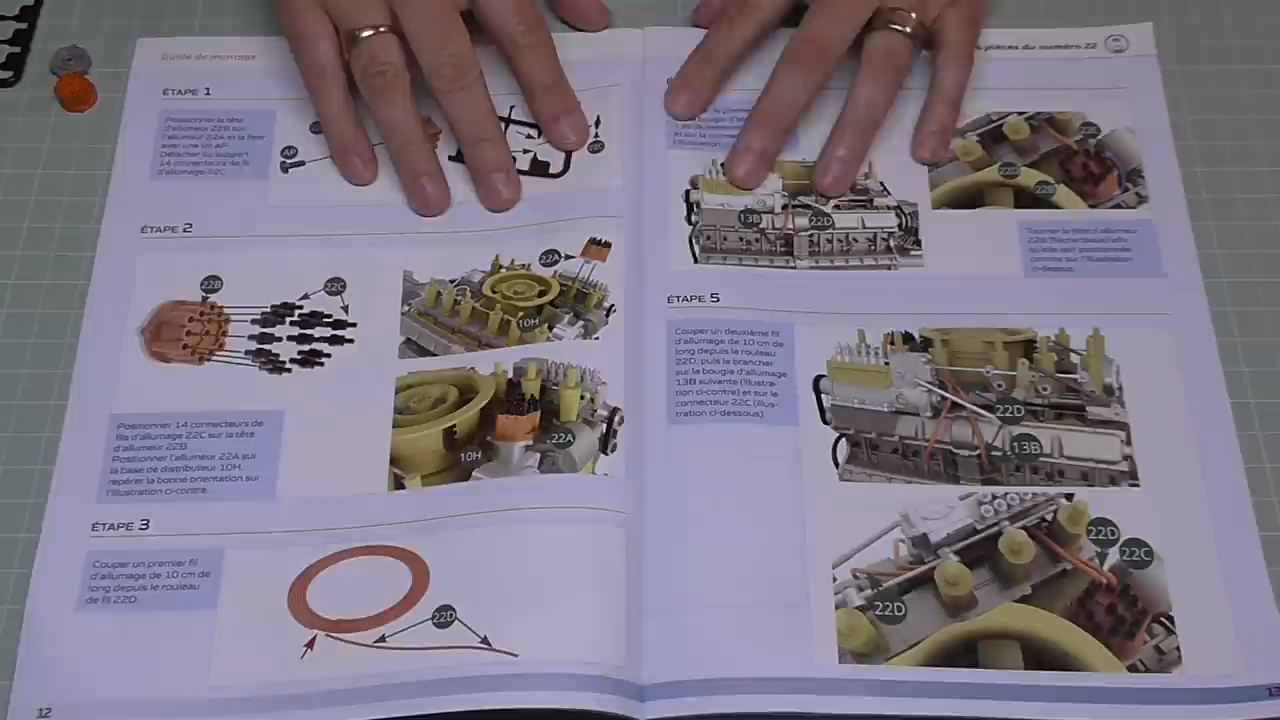 Guide de montage
ÉTAPE 1
Positionner la tête
d'allumeur 22B sur
l'allumeur 22A et la fixer
avec une vis AP.
Détacher du support
14 connecteurs de fil
d'allumage 22C.
AP
22C
ÉTAPE 2
22B
22C
22A
10H
Positionner 14 connecteurs de
fils d'allumage 22C sur la tête
d'allumeur 22B.
Positionner l'allumeur 22A sur
la base de distributeur 10H,
repérer la bonne orientation sur
l'illustration ci-contre.
22A
10H
ÉTAPE 3
Couper un premier fil
d'allumage de 10 cm de
long depuis le rouleau
de fil 22D.
22D
12
pièces du numéro 22
13B
22D
22B
Tourner la tête d'allumeur
22B (flèche rouge) afin
qu'elle soit positionnée
comme sur l'illustration
ci-dessus.
ÉTAPE 5
Couper un deuxième fil
d'allumage de 10 cm de
long depuis le rouleau
22D, puis le brancher
sur la bougie d'allumage
13B suivante (illustra-
tion ci-contre) et sur le
connecteur 22C (illus-
tration ci-dessous).
22D
13B
22D
22C
22D
13